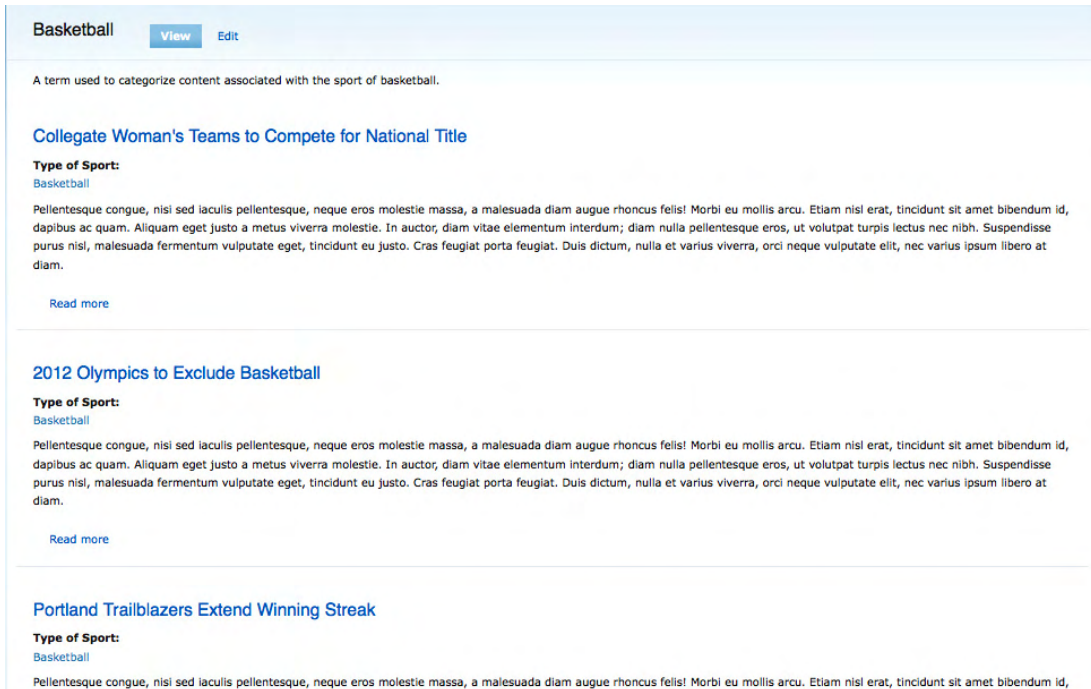 Basketball View Edit
A term used to categorize content associated with the sport of basketball.
Collegate Woman's Teams to Compete for National Title
Type of Sport:
Basketball
Pellentesque congue, nisi sed iaculis pellentesque, neque eros molestie massa, a malesuada diam augue rhoncus felis! Morbi eu mollis arcu. Etiam nisl erat, tincidunt sit amet bibendum id,
dapibus ac quam. Aliquam eget justo a metus viverra molestie. In auctor, diam vitae elementum interdum; diam nulla pellentesque eros, ut volutpat turpis lectus nec nibh. Suspendisse
purus nisl, malesuada fermentum vulputate eget, tincidunt eu justo. Cras feugiat porta feugiat. Duis dictum, nulla et varius viverra, orci neque vulputate elit, nec varius ipsum libero at
diam.
Read more
2012 Olympics to Exclude Basketball
Type of Sport:
Basketball
Pellentesque congue, nisi sed iaculis pellentesque, neque eros molestie massa, a malesuada diam augue rhoncus felis! Morbi eu mollis arcu. Etiam nisl erat, tincidunt sit amet bibendum id,
dapibus ac quam. Aliquam eget justo a metus viverra molestie. In auctor, diam vitae elementum interdum; diam nulla pellentesque eros, ut volutpat turpis lectus nec nibh. Suspendisse
purus nisl, malesuada fermentum vulputate eget, tincidunt eu justo. Cras feugiat porta feugiat. Duis dictum, nulla et varius viverra, orci neque vulputate elit, nec varius ipsum libero at
diam.
Read more
Portland Trailblazers Extend Winning Streak
Type of Sport:
Basketball
Pellentesque congue, nisi sed iaculis pellentesque, neque eros molestie massa, a malesuada diam augue rhoncus felis! Morbi eu mollis arcu. Etiam nisl erat, tincidunt sit amet bibendum id,